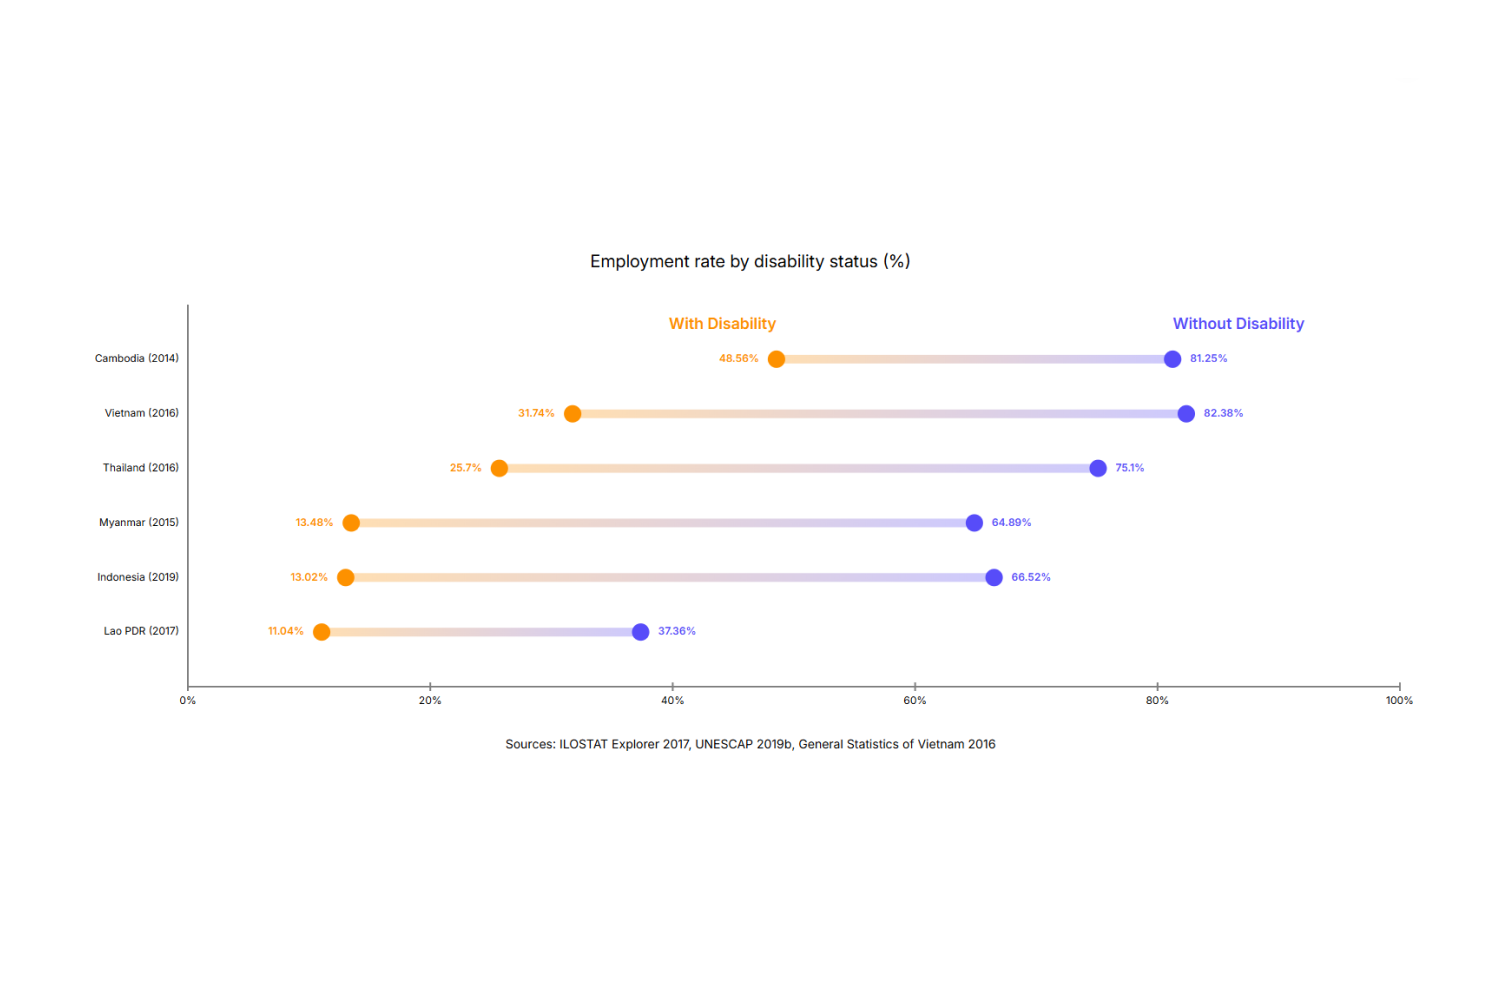 Employment rate by disability status (%)
With Disability Without Disability
Cambodia (2014) 48.56% 81.25%
Vietnam (2016) 31.74% 82.38%
Thailand (2016) 25.7% 75.1%
Myanmar (2015) 13.48% 64.89%
Indonesia (2019) 13.02% 66.52%
Lao PDR (2017) 11.04% 37.36%
0% 20% 40% 60% 80% 100%
Sources: ILOSTAT Explorer 2017, UNESCAP 2019b, General Statistics of Vietnam 2016